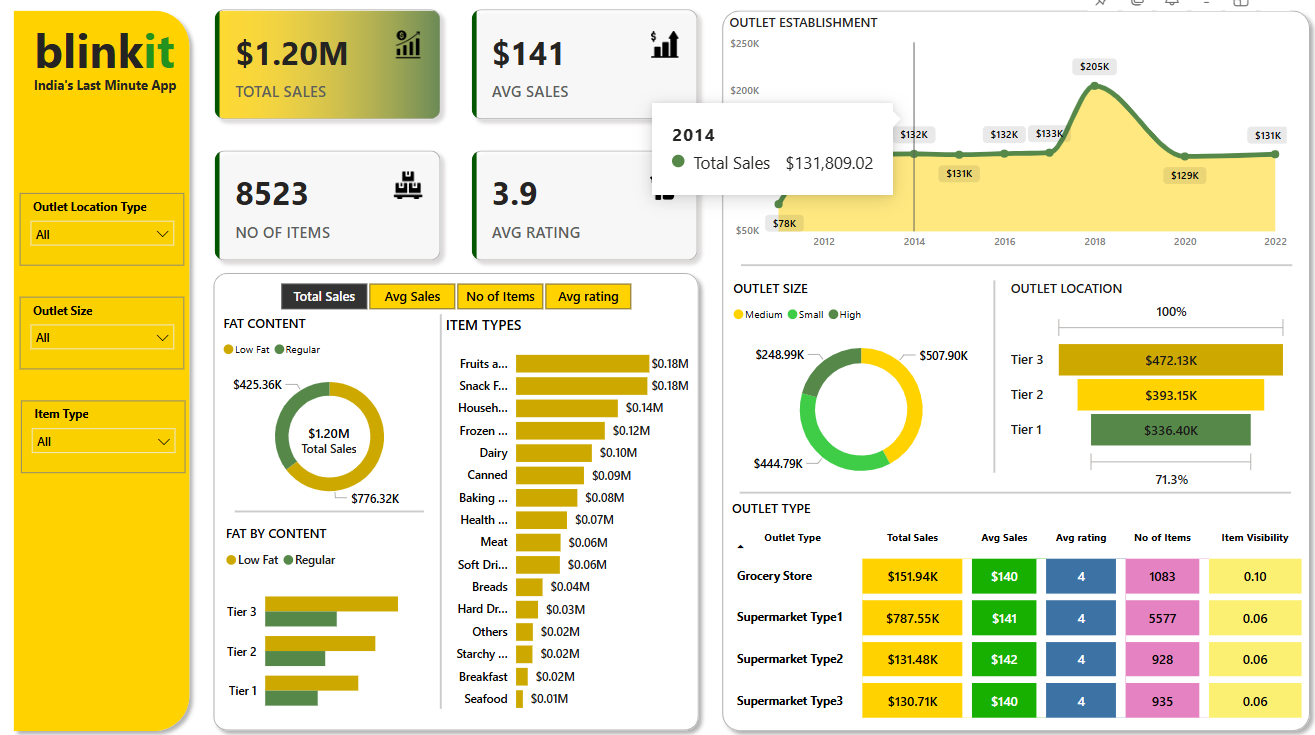 blinkit
India's Last Minute App
Outlet Location Type
All
Outlet Size
All
Item Type
All
$1.20M
TOTAL SALES
$141
AVG SALES
8523
NO OF ITEMS
3.9
AVG RATING
Total Sales
Avg Sales
No of Items
Avg rating
FAT CONTENT
Low Fat
Regular
$425.36K
$1.20M
Total Sales
$776.32K
FAT BY CONTENT
Low Fat
Regular
Tier 3
Tier 2
Tier 1
ITEM TYPES
Fruits a... $0.18M
Snack F... $0.18M
Househ... $0.14M
Frozen ... $0.12M
Dairy $0.10M
Canned $0.09M
Baking ... $0.08M
Health ... $0.07M
Meat $0.06M
Soft Dri... $0.06M
Breads $0.04M
Hard Dr... $0.03M
Others $0.02M
Starchy ... $0.02M
Breakfast $0.02M
Seafood $0.01M
OUTLET ESTABLISHMENT
$250K
$200K
$50K
$78K
$132K
$131K
$132K
$133K
$205K
$129K
$131K
2012
2014
2016
2018
2020
2022
2014
Total Sales $131,809.02
OUTLET SIZE
Medium
Small
High
$248.99K
$507.90K
$444.79K
OUTLET LOCATION
100%
Tier 3 $472.13K
Tier 2 $393.15K
Tier 1 $336.40K
71.3%
OUTLET TYPE
Outlet Type Total Sales Avg Sales Avg rating No of Items Item Visibility
Grocery Store $151.94K $140 4 1083 0.10
Supermarket Type1 $787.55K $141 4 5577 0.06
Supermarket Type2 $131.48K $142 4 928 0.06
Supermarket Type3 $130.71K $140 4 935 0.06